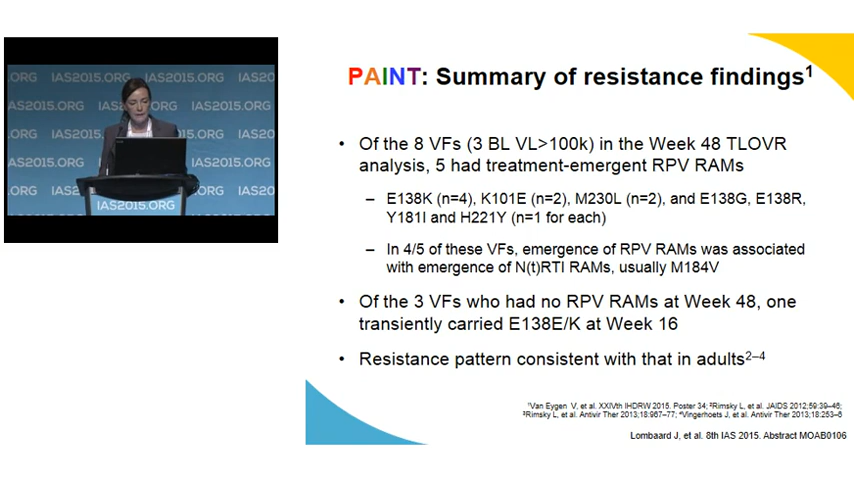 .ORG IAS2015.ORG IAS2015.ORG IAS20
AS2015.ORG IAS2015.ORG
ORG IAS2015.ORG
IAS2015.ORG
PAINT: Summary of resistance findings1
• Of the 8 VFs (3 BL VL>100k) in the Week 48 TLOVR
analysis, 5 had treatment-emergent RPV RAMs
– E138K (n=4), K101E (n=2), M230L (n=2), and E138G, E138R,
Y181I and H221Y (n=1 for each)
– In 4/5 of these VFs, emergence of RPV RAMs was associated
with emergence of N(t)RTI RAMs, usually M184V
• Of the 3 VFs who had no RPV RAMs at Week 48, one
transiently carried E138E/K at Week 16
• Resistance pattern consistent with that in adults2–4
1Van Eygen V, et al. XXIVth IHDRW 2015. Poster 34; 2Rimsky L, et al. JAIDS 2012;59:39–46;
3Rimsky L, et al. Antivir Ther 2013;18:967–77; 4Vingerhoets J, et al. Antivir Ther 2013;18:253–6
Lombaard J, et al. 8th IAS 2015. Abstract MOAB0106